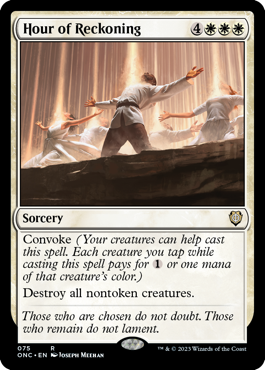 Hour of Reckoning 4
Sorcery
Convoke (Your creatures can help cast
this spell. Each creature you tap while
casting this spell pays for 1 or one mana
of that creature's color.)
Destroy all nontoken creatures.
Those who are chosen do not doubt. Those
who remain do not lament.
075 R
ONC • EN JOSEPH MEEHAN
™ & © 2023 Wizards of the Coast